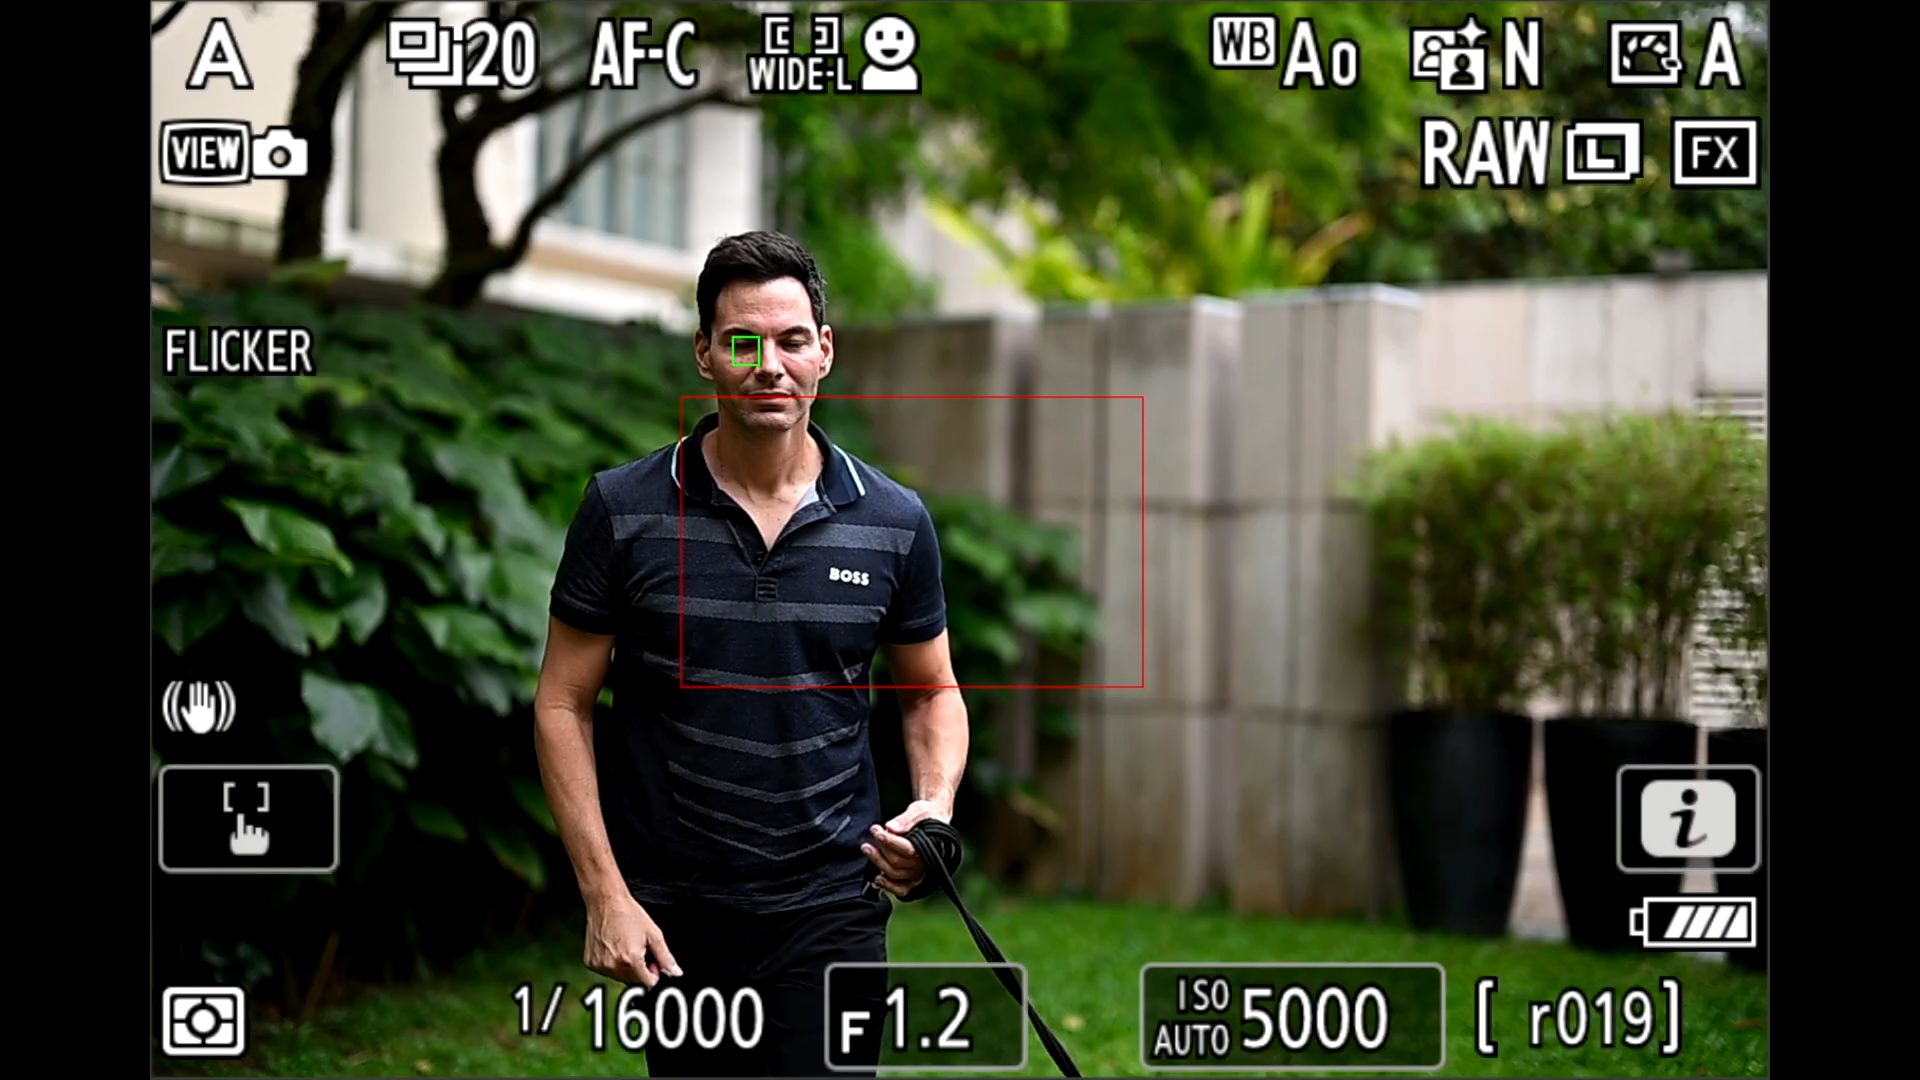 A 20 AF-C WIDE-L WB A0 N A
VIEW RAW L FX
FLICKER
BOSS
i
1/16000 F1.2 ISO AUTO 5000 [ r019]